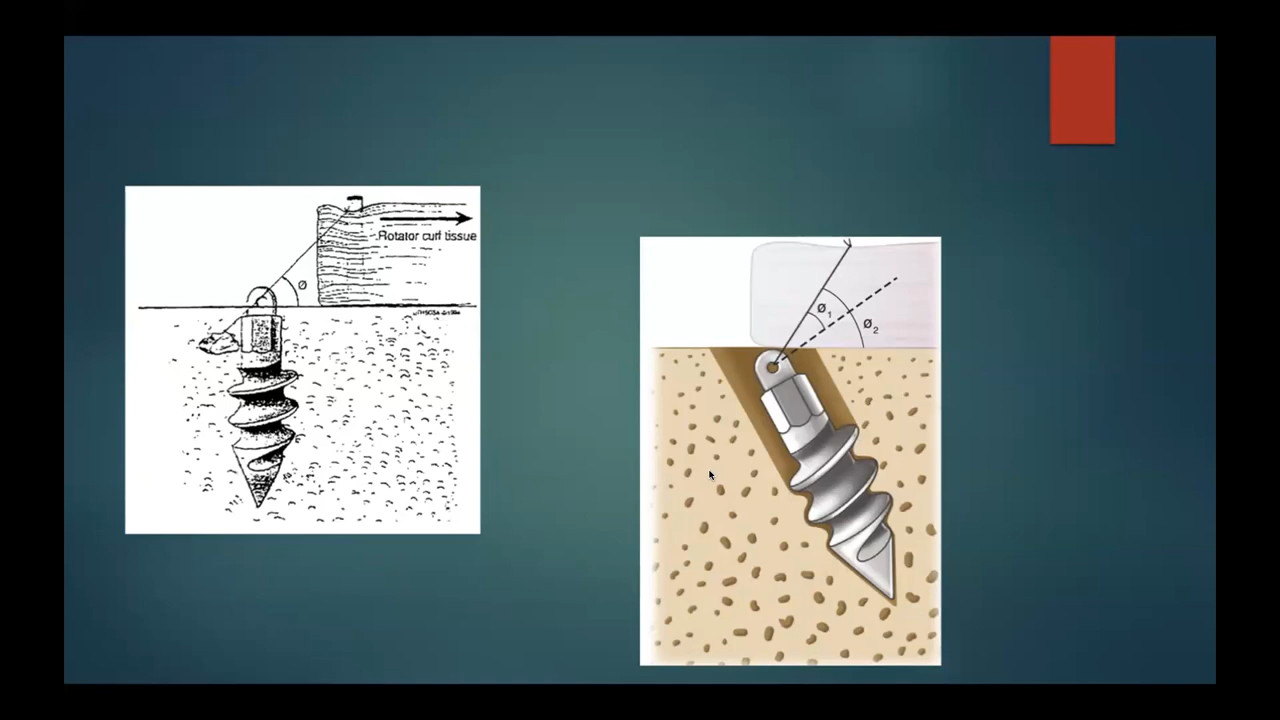 Rotator cuff tissue
Ø
Ø₁
Ø₂